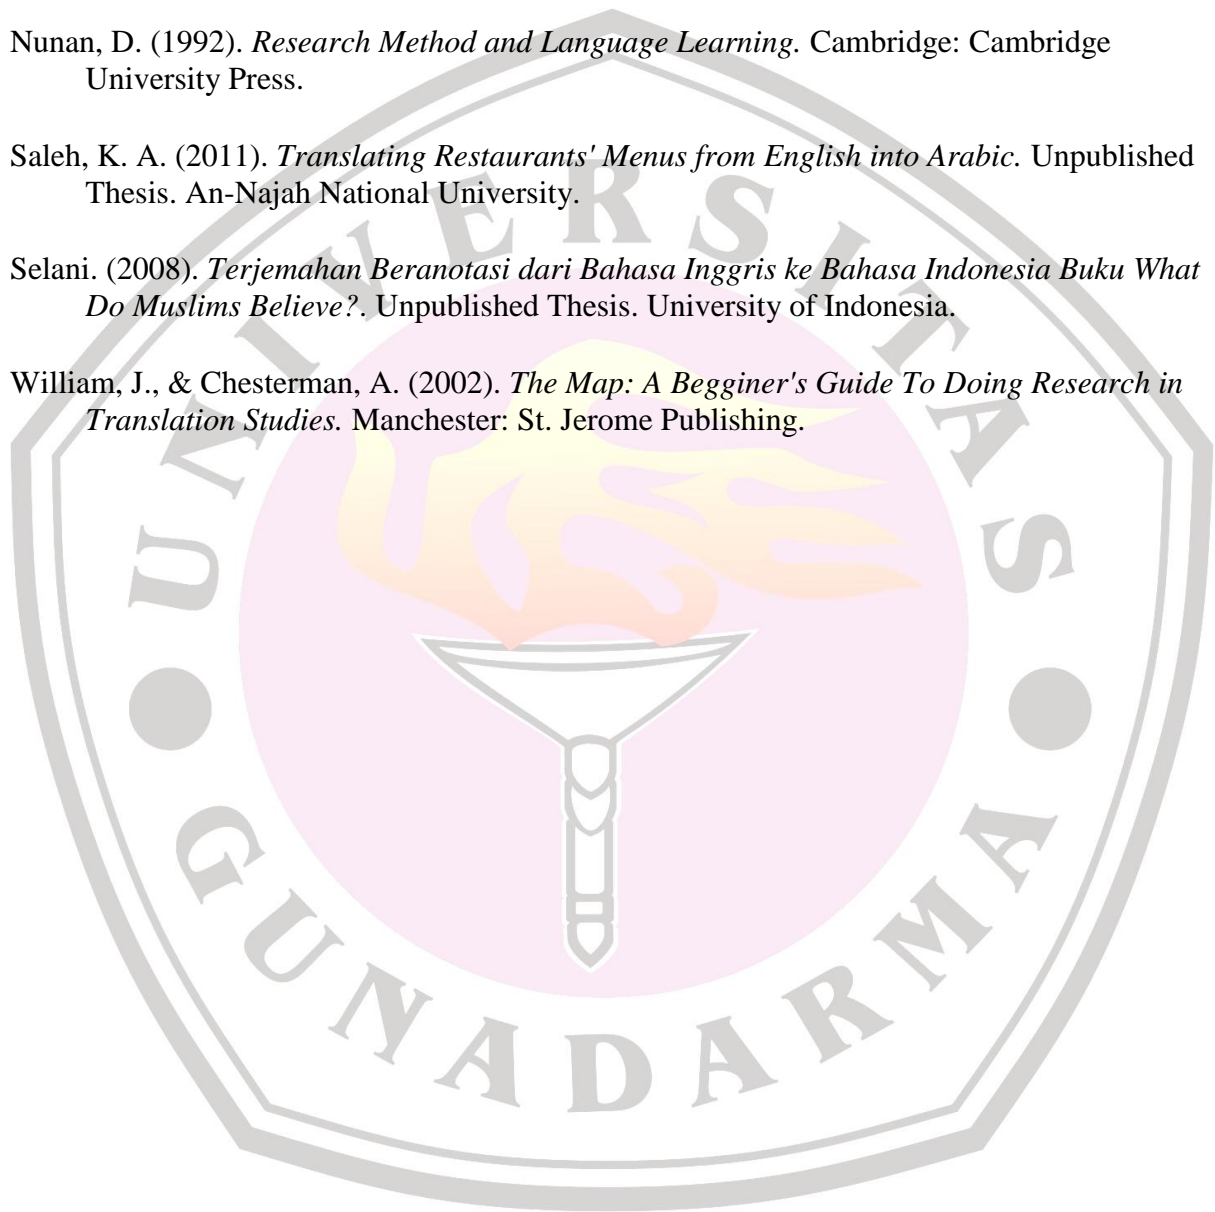 Nunan, D. (1992). Research Method and Language Learning. Cambridge: Cambridge
University Press.
Saleh, K. A. (2011). Translating Restaurants' Menus from English into Arabic. Unpublished
Thesis. An-Najah National University.
Selani. (2008). Terjemahan Beranotasi dari Bahasa Inggris ke Bahasa Indonesia Buku What
Do Muslims Believe?. Unpublished Thesis. University of Indonesia.
William, J., & Chesterman, A. (2002). The Map: A Begginer's Guide To Doing Research in
Translation Studies. Manchester: St. Jerome Publishing.
UNIVERSITAS
GUNADARMA